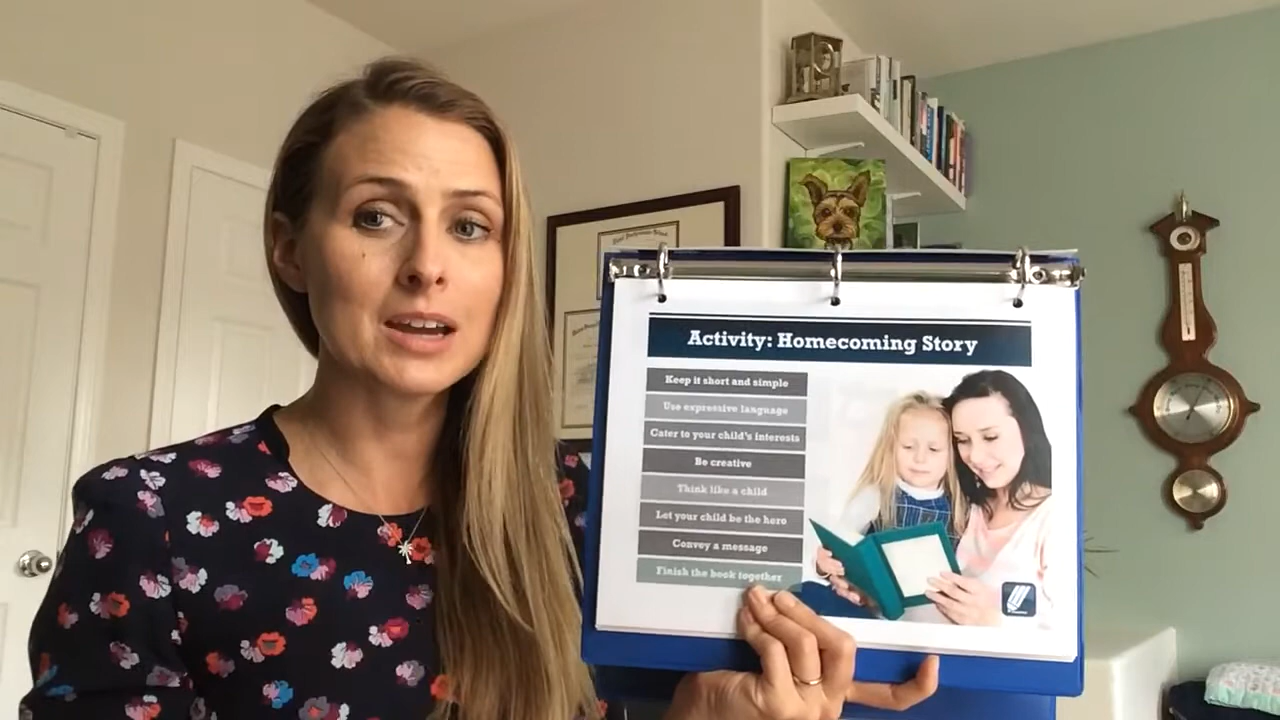 Activity: Homecoming Story
Keep it short and simple
Use expressive language
Cater to your child's interests
Be creative
Think like a child
Let your child be the hero
Convey a message
Finish the book together